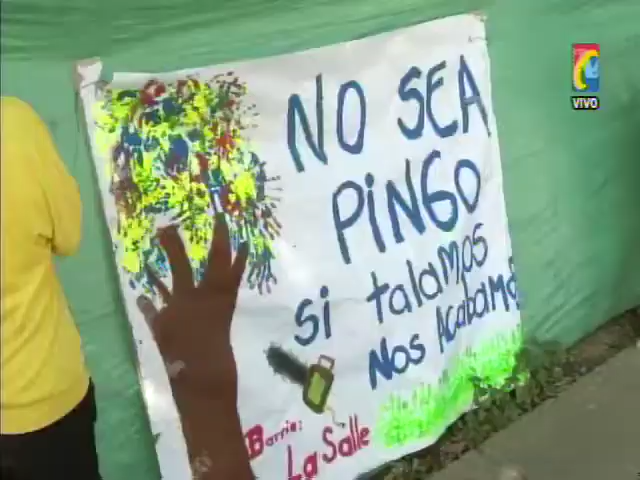 VIVO
NO SEA
PINGO
Si talamos
Nos Acabamos
Barrio:
La Salle